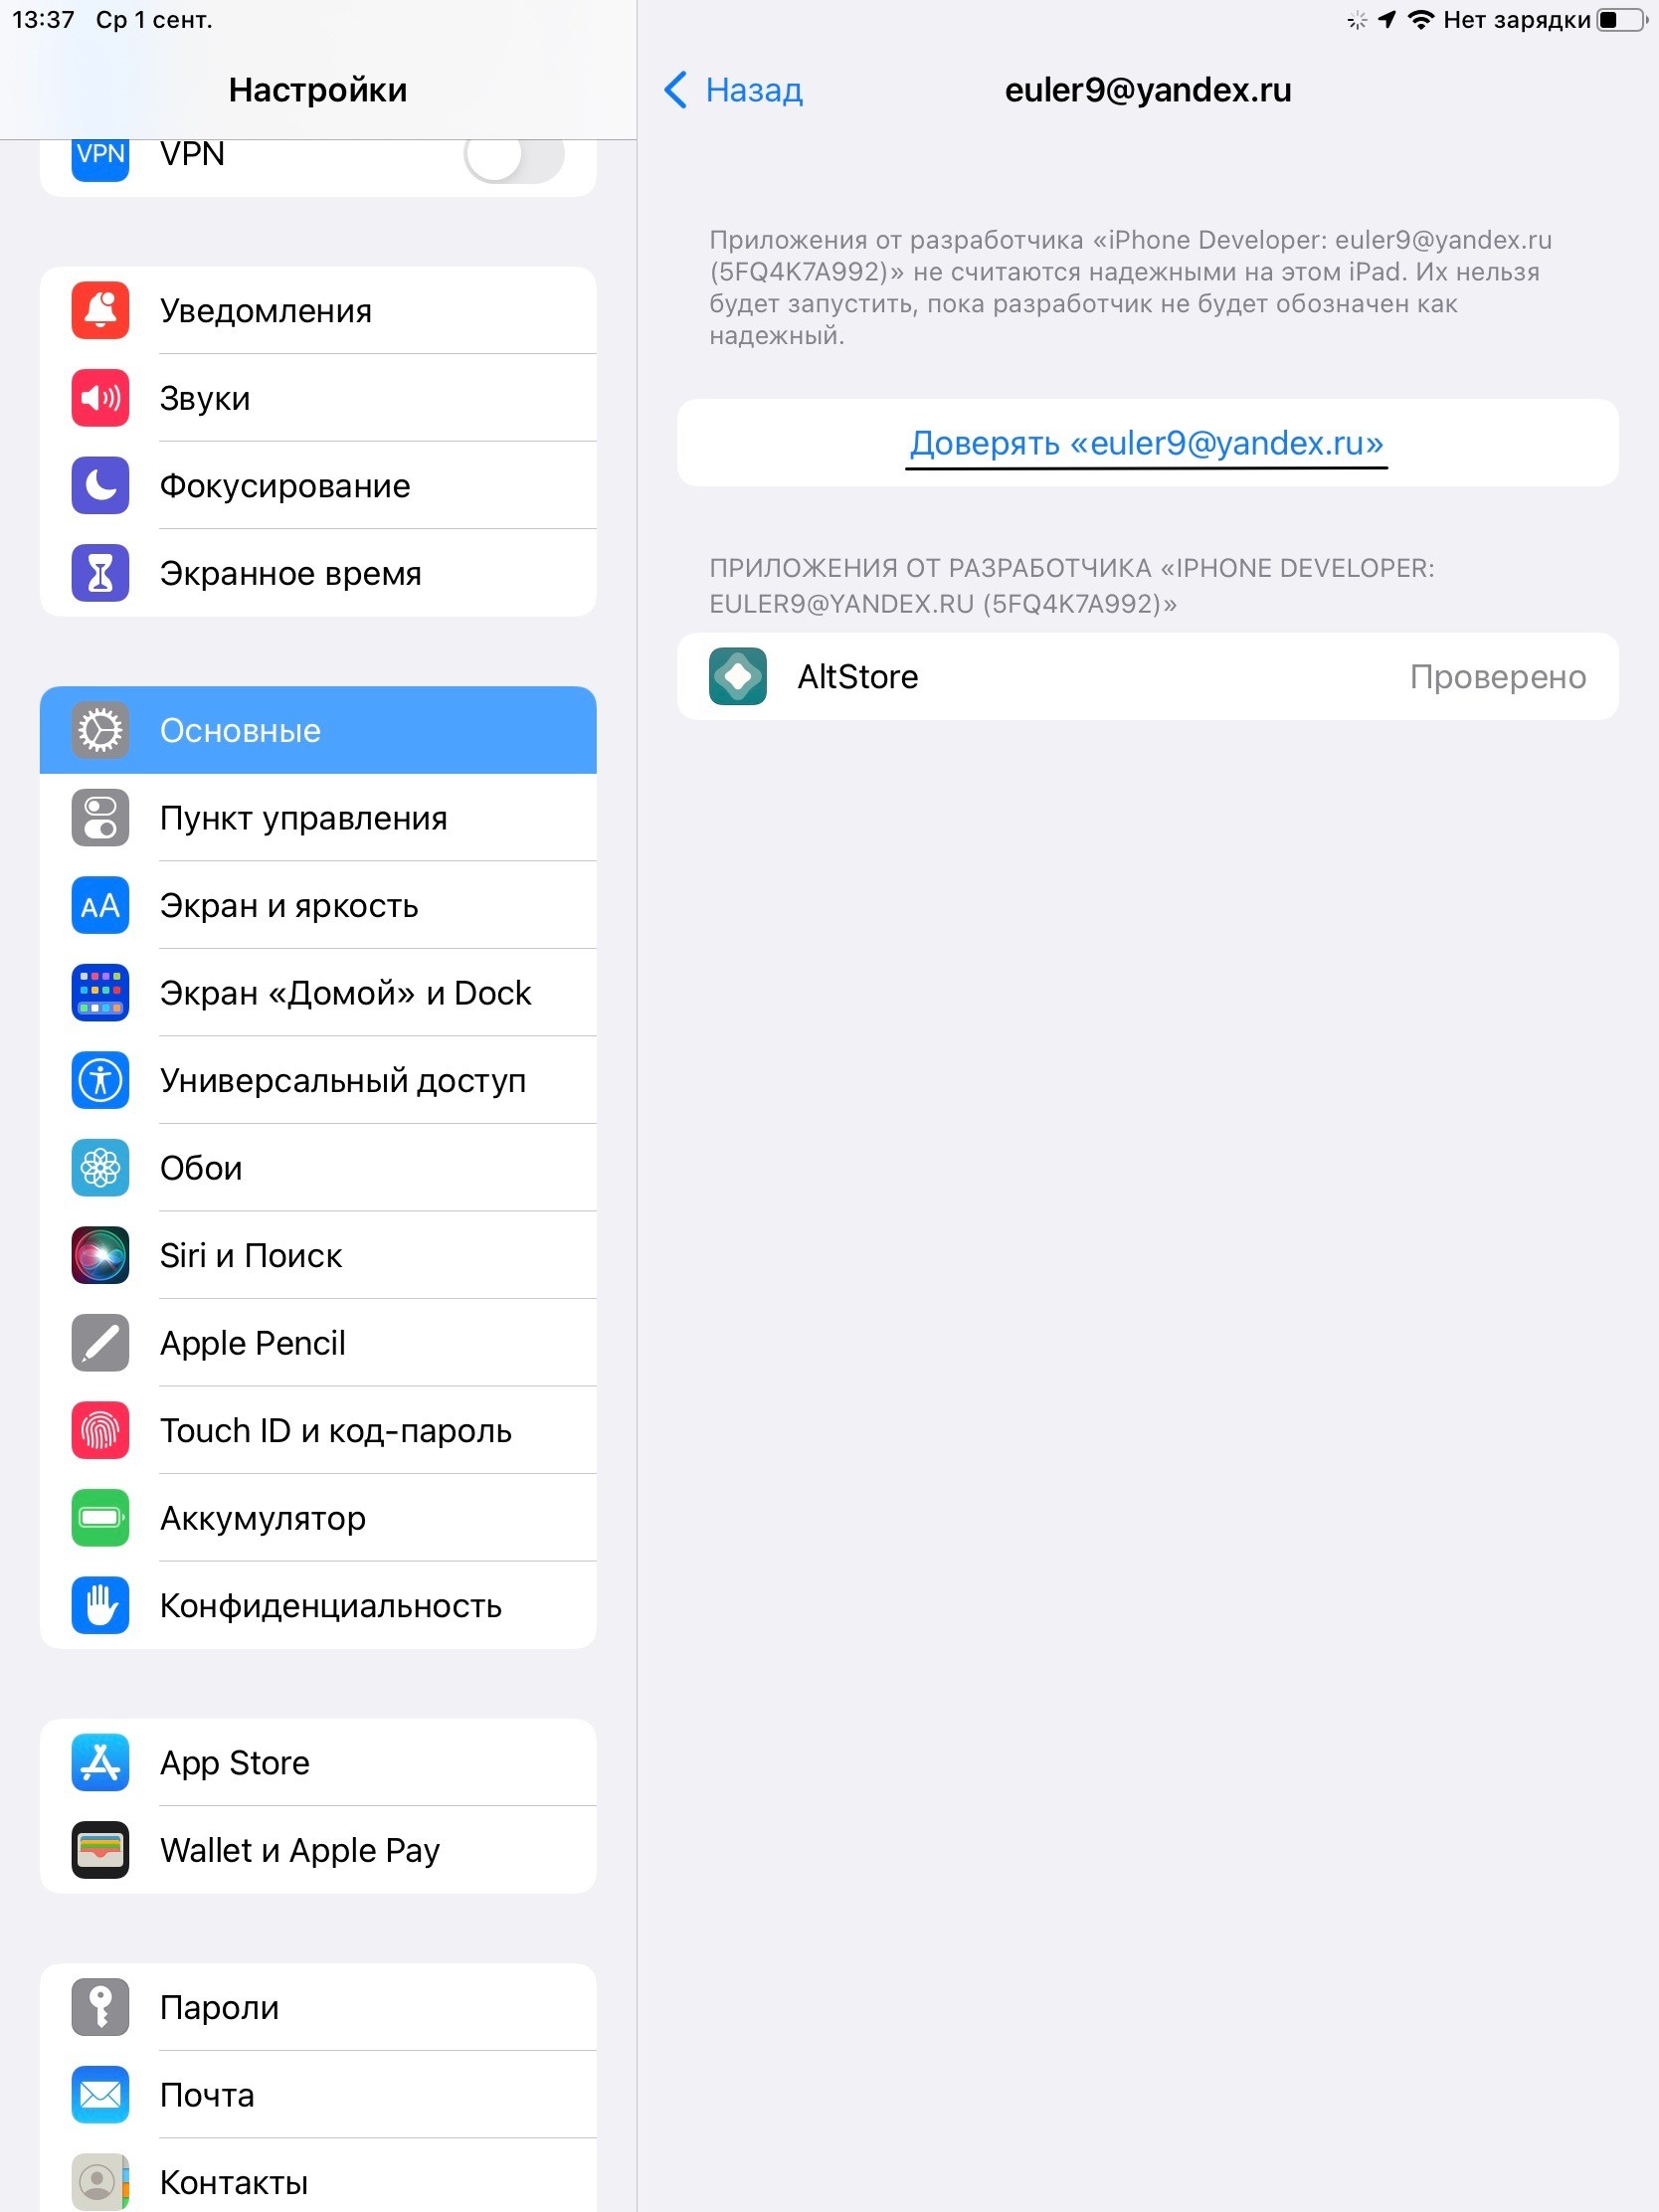 13:37 Ср 1 сент.
Нет зарядки
Настройки
VPN VPN
Уведомления
Звуки
Фокусирование
Экранное время
Основные
Пункт управления
AA Экран и яркость
Экран «Домой» и Dock
Универсальный доступ
Обои
Siri и Поиск
Apple Pencil
Touch ID и код-пароль
Аккумулятор
Конфиденциальность
App Store
Wallet и Apple Pay
Пароли
Почта
Контакты
Назад
euler9@yandex.ru
Приложения от разработчика «iPhone Developer: euler9@yandex.ru
(5FQ4K7A992)» не считаются надежными на этом iPad. Их нельзя
будет запустить, пока разработчик не будет обозначен как
надежный.
Доверять «euler9@yandex.ru»
ПРИЛОЖЕНИЯ ОТ РАЗРАБОТЧИКА «IPHONE DEVELOPER:
EULER9@YANDEX.RU (5FQ4K7A992)»
AltStore Проверено